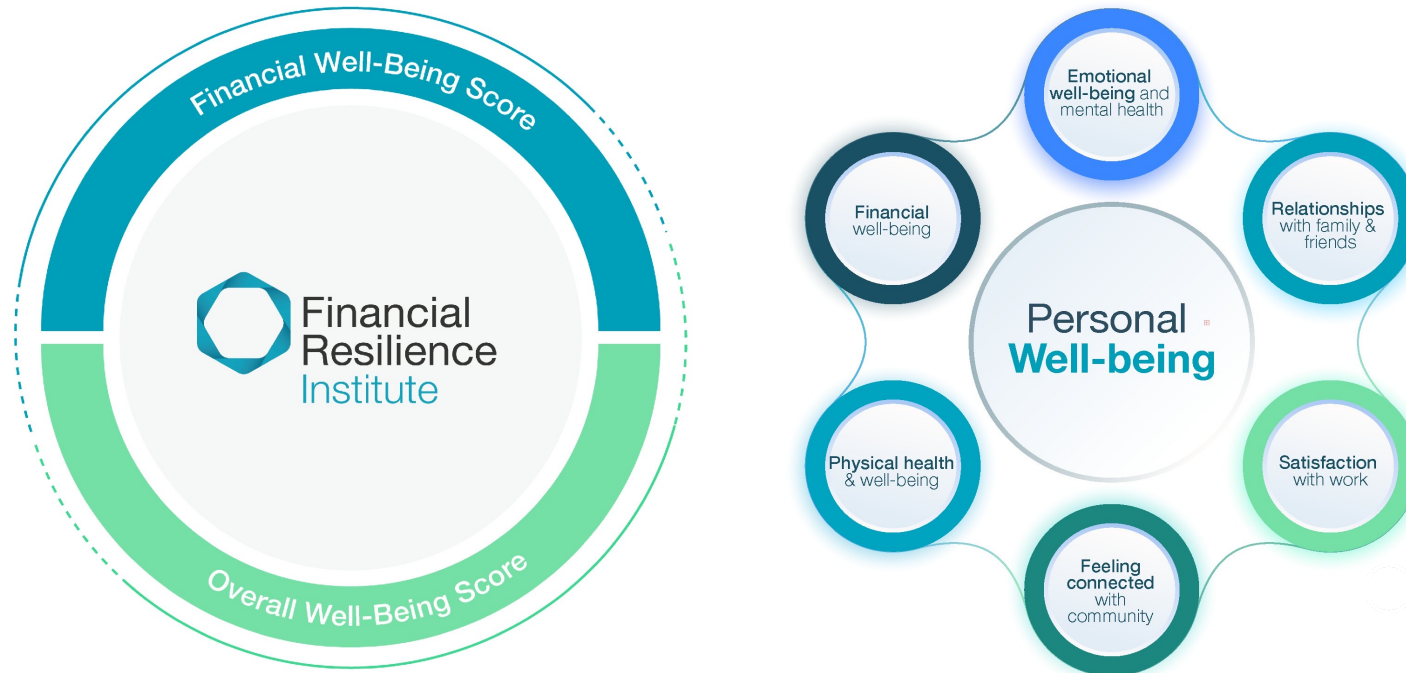 Financial Well-Being Score
Financial
Resilience
Institute
Overall Well-Being Score
Emotional
well-being and
mental health
Financial
well-being
Relationships
with family &
friends
Personal
Well-being
Physical health
& well-being
Satisfaction
with work
Feeling
connected
with
community